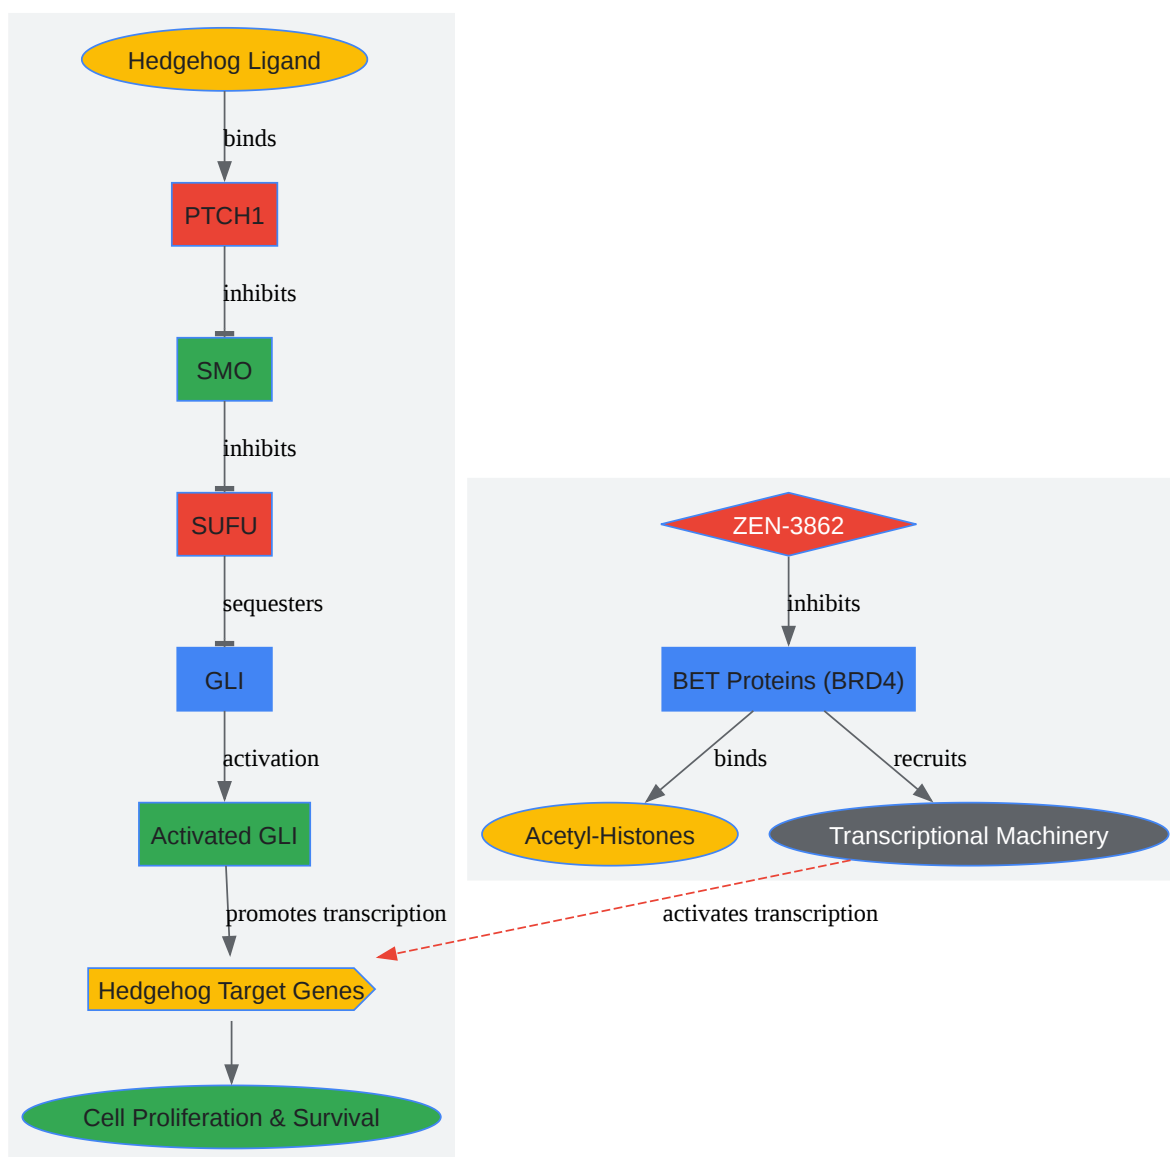 Hedgehog Ligand
binds
PTCH1
inhibits
SMO
inhibits
SUFU
sequesters
GLI
activation
Activated GLI
promotes transcription
Hedgehog Target Genes
Cell Proliferation & Survival
ZEN-3862
inhibits
BET Proteins (BRD4)
binds
recruits
Acetyl-Histones
Transcriptional Machinery
activates transcription